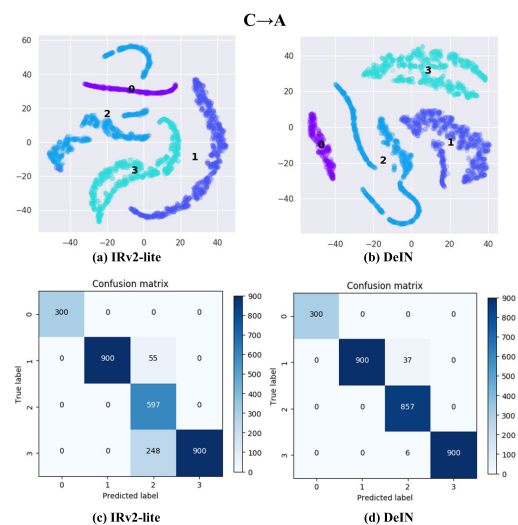 C→A
60
40
20
0
−20
−40
−40
−20
0
20
40
0
2
1
3
(a) IRv2-lite
40
20
0
−20
−40
−40
−20
0
20
40
3
0
1
2
(b) DeIN
Confusion matrix
0
1
2
3
True label
300 0 0 0
0 900 55 0
0 0 597 0
0 0 248 900
0 1 2 3
Predicted label
900
800
700
600
500
400
300
200
100
0
(c) IRv2-lite
Confusion matrix
0
1
2
3
True label
300 0 0 0
0 900 37 0
0 0 857 0
0 0 6 900
0 1 2 3
Predicted label
900
800
700
600
500
400
300
200
100
0
(d) DeIN